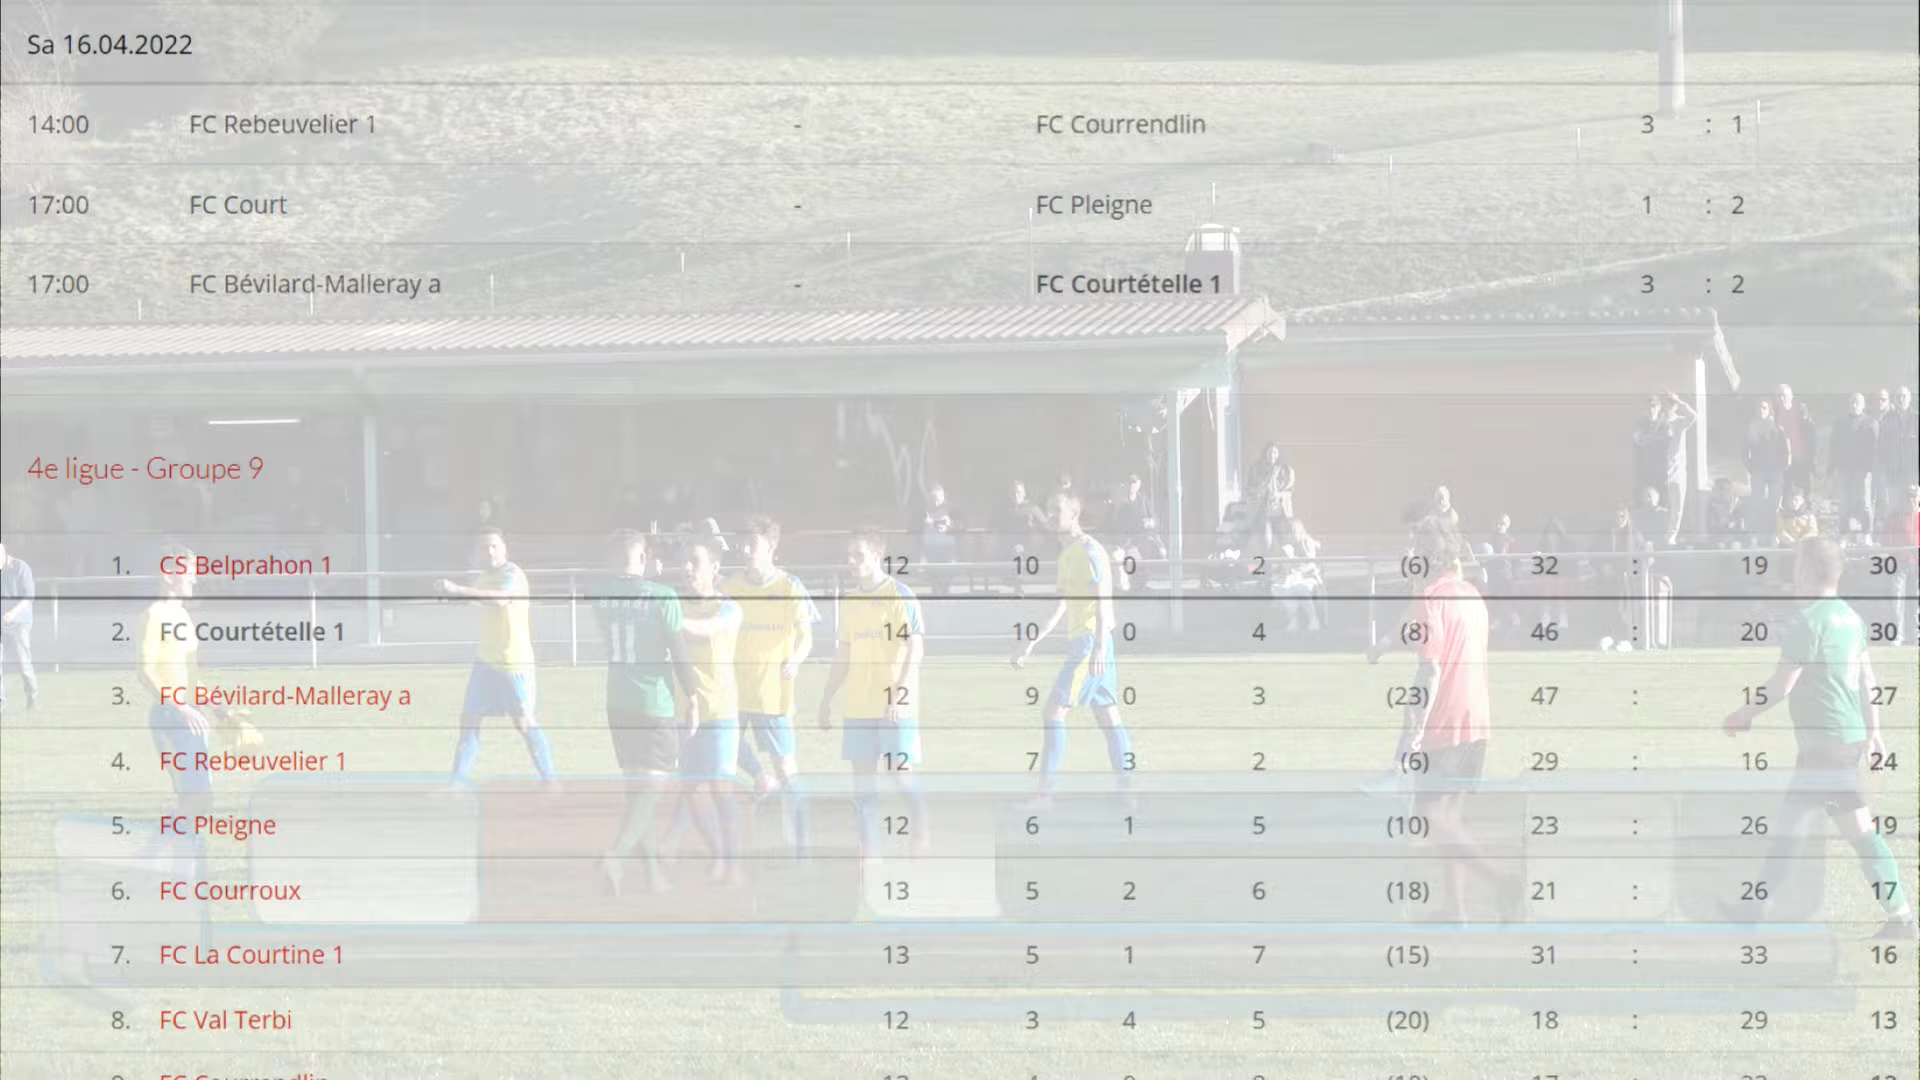 Sa 16.04.2022
14:00 FC Rebeuvelier 1 - FC Courrendlin 3 : 1
17:00 FC Court - FC Pleigne 1 : 2
17:00 FC Bévilard-Malleray a - FC Courtételle 1 3 : 2
4e ligue - Groupe 9
1. CS Belprahon 1 12 10 0 2 (6) 32 : 19 30
2. FC Courtételle 1 14 10 0 4 (8) 46 : 20 30
3. FC Bévilard-Malleray a 12 9 0 3 (23) 47 : 15 27
4. FC Rebeuvelier 1 12 7 3 2 (6) 29 : 16 24
5. FC Pleigne 12 6 1 5 (10) 23 : 26 19
6. FC Courroux 13 5 2 6 (18) 21 : 26 17
7. FC La Courtine 1 13 5 1 7 (15) 31 : 33 16
8. FC Val Terbi 12 3 4 5 (20) 18 : 29 13
11